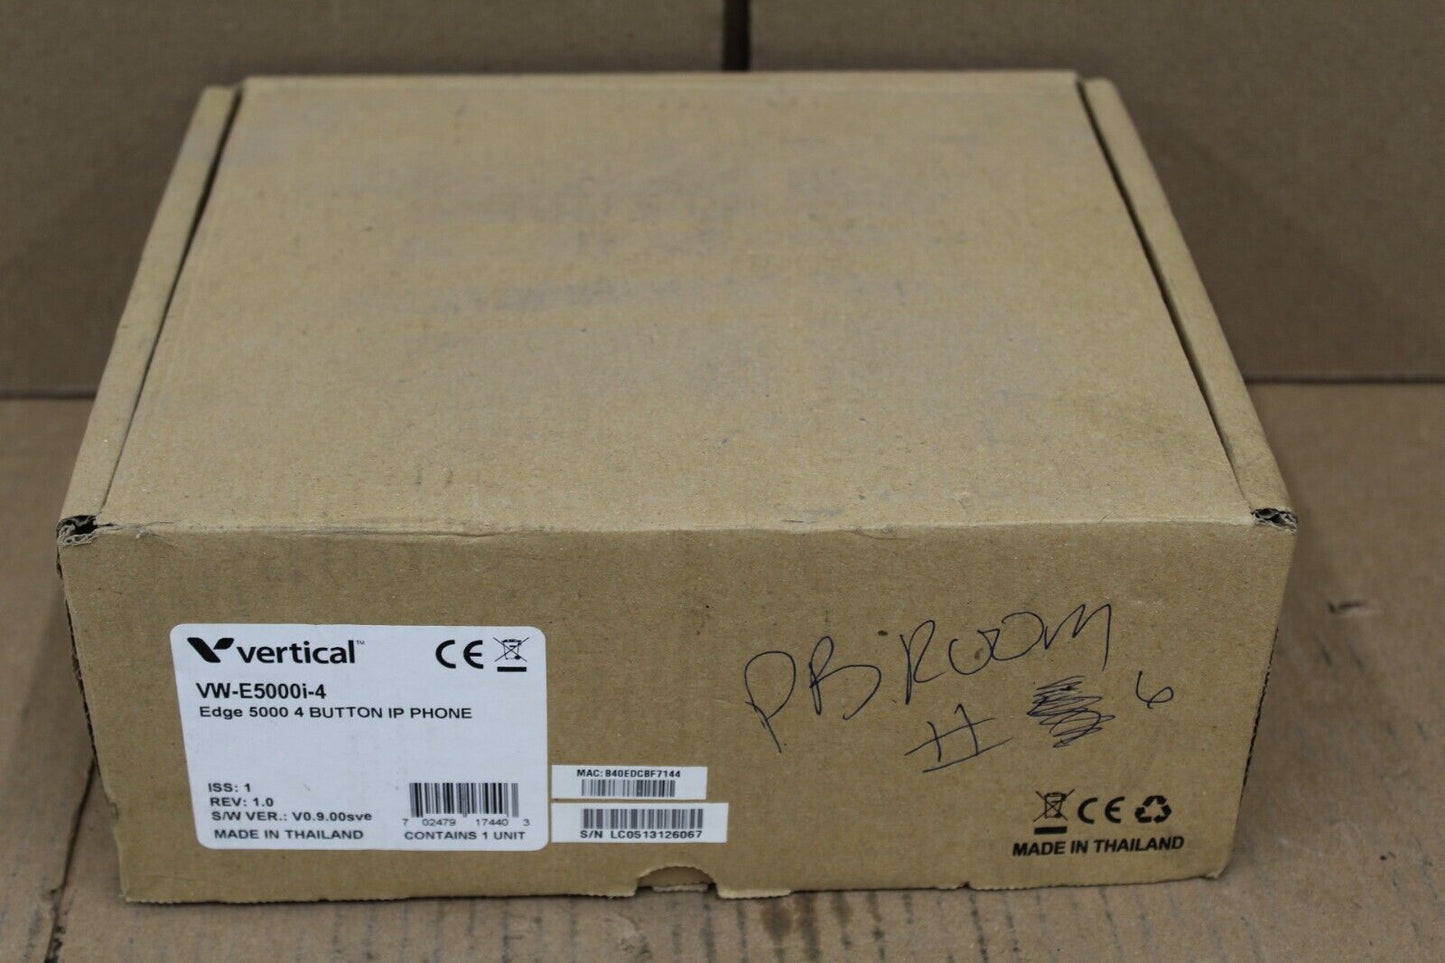 vertical™
CE
VW-E5000i-4
Edge 5000 4 BUTTON IP PHONE
ISS: 1
REV: 1.0
S/W VER.: V0.9.00sve
MADE IN THAILAND
7 02479 17440 3
CONTAINS 1 UNIT
MAC: B40EDCBF7144
S/N LC0513126067
PB ROOM
# 6
CE
MADE IN THAILAND